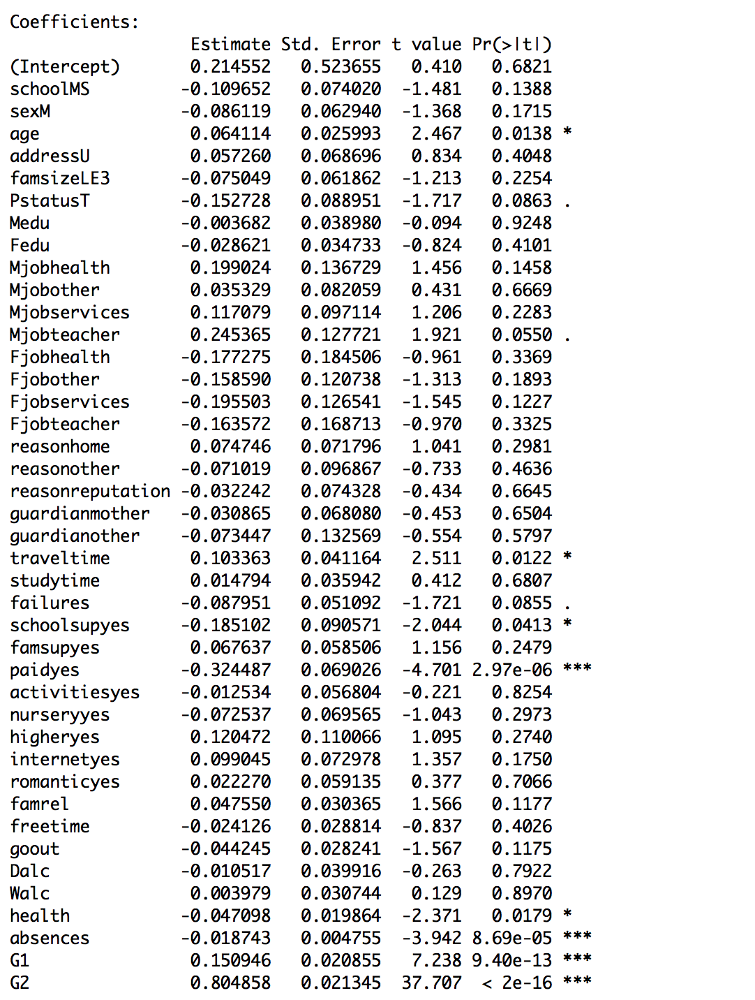 Coefficients:
Estimate Std. Error t value Pr(>|t|)
(Intercept) 0.214552 0.523655 0.410 0.6821
schoolMS -0.109652 0.074020 -1.481 0.1388
sexM -0.086119 0.062940 -1.368 0.1715
age 0.064114 0.025993 2.467 0.0138 *
addressU 0.057260 0.068696 0.834 0.4048
famsizeLE3 -0.075049 0.061862 -1.213 0.2254
PstatusT -0.152728 0.088951 -1.717 0.0863 .
Medu -0.003682 0.038980 -0.094 0.9248
Fedu -0.028621 0.034733 -0.824 0.4101
Mjobhealth 0.199024 0.136729 1.456 0.1458
Mjobother 0.035329 0.082059 0.431 0.6669
Mjobservices 0.117079 0.097114 1.206 0.2283
Mjobteacher 0.245365 0.127721 1.921 0.0550 .
Fjobhealth -0.177275 0.184506 -0.961 0.3369
Fjobother -0.158590 0.120738 -1.313 0.1893
Fjobservices -0.195503 0.126541 -1.545 0.1227
Fjobteacher -0.163572 0.168713 -0.970 0.3325
reasonhome 0.074746 0.071796 1.041 0.2981
reasonother -0.071019 0.096867 -0.733 0.4636
reasonreputation -0.032242 0.074328 -0.434 0.6645
guardianmother -0.030865 0.068080 -0.453 0.6504
guardianother -0.073447 0.132569 -0.554 0.5797
traveltime 0.103363 0.041164 2.511 0.0122 *
studytime 0.014794 0.035942 0.412 0.6807
failures -0.087951 0.051092 -1.721 0.0855 .
schoolsupyes -0.185102 0.090571 -2.044 0.0413 *
famsupyes 0.067637 0.058506 1.156 0.2479
paidyes -0.324487 0.069026 -4.701 2.97e-06 ***
activitiesyes -0.012534 0.056804 -0.221 0.8254
nurseryyes -0.072537 0.069565 -1.043 0.2973
higheryes 0.120472 0.110066 1.095 0.2740
internetyes 0.099045 0.072978 1.357 0.1750
romanticyes 0.022270 0.059135 0.377 0.7066
famrel 0.047550 0.030365 1.566 0.1177
freetime -0.024126 0.028814 -0.837 0.4026
goout -0.044245 0.028241 -1.567 0.1175
Dalc -0.010517 0.039916 -0.263 0.7922
Walc 0.003979 0.030744 0.129 0.8970
health -0.047098 0.019864 -2.371 0.0179 *
absences -0.018743 0.004755 -3.942 8.69e-05 ***
G1 0.150946 0.020855 7.238 9.40e-13 ***
G2 0.804858 0.021345 37.707 < 2e-16 ***